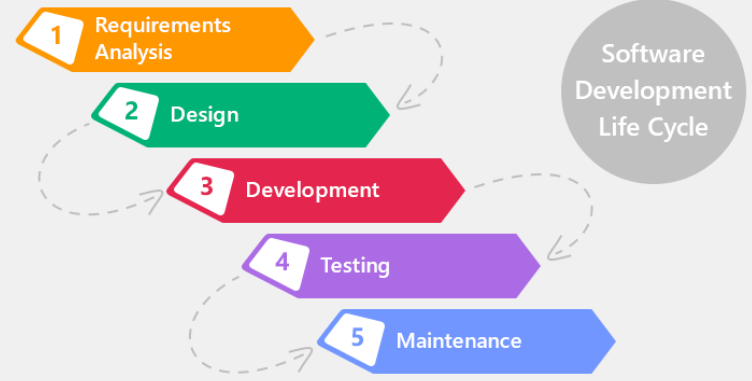 1
Requirements
Analysis
2
Design
3
Development
4
Testing
5
Maintenance
Software
Development
Life Cycle